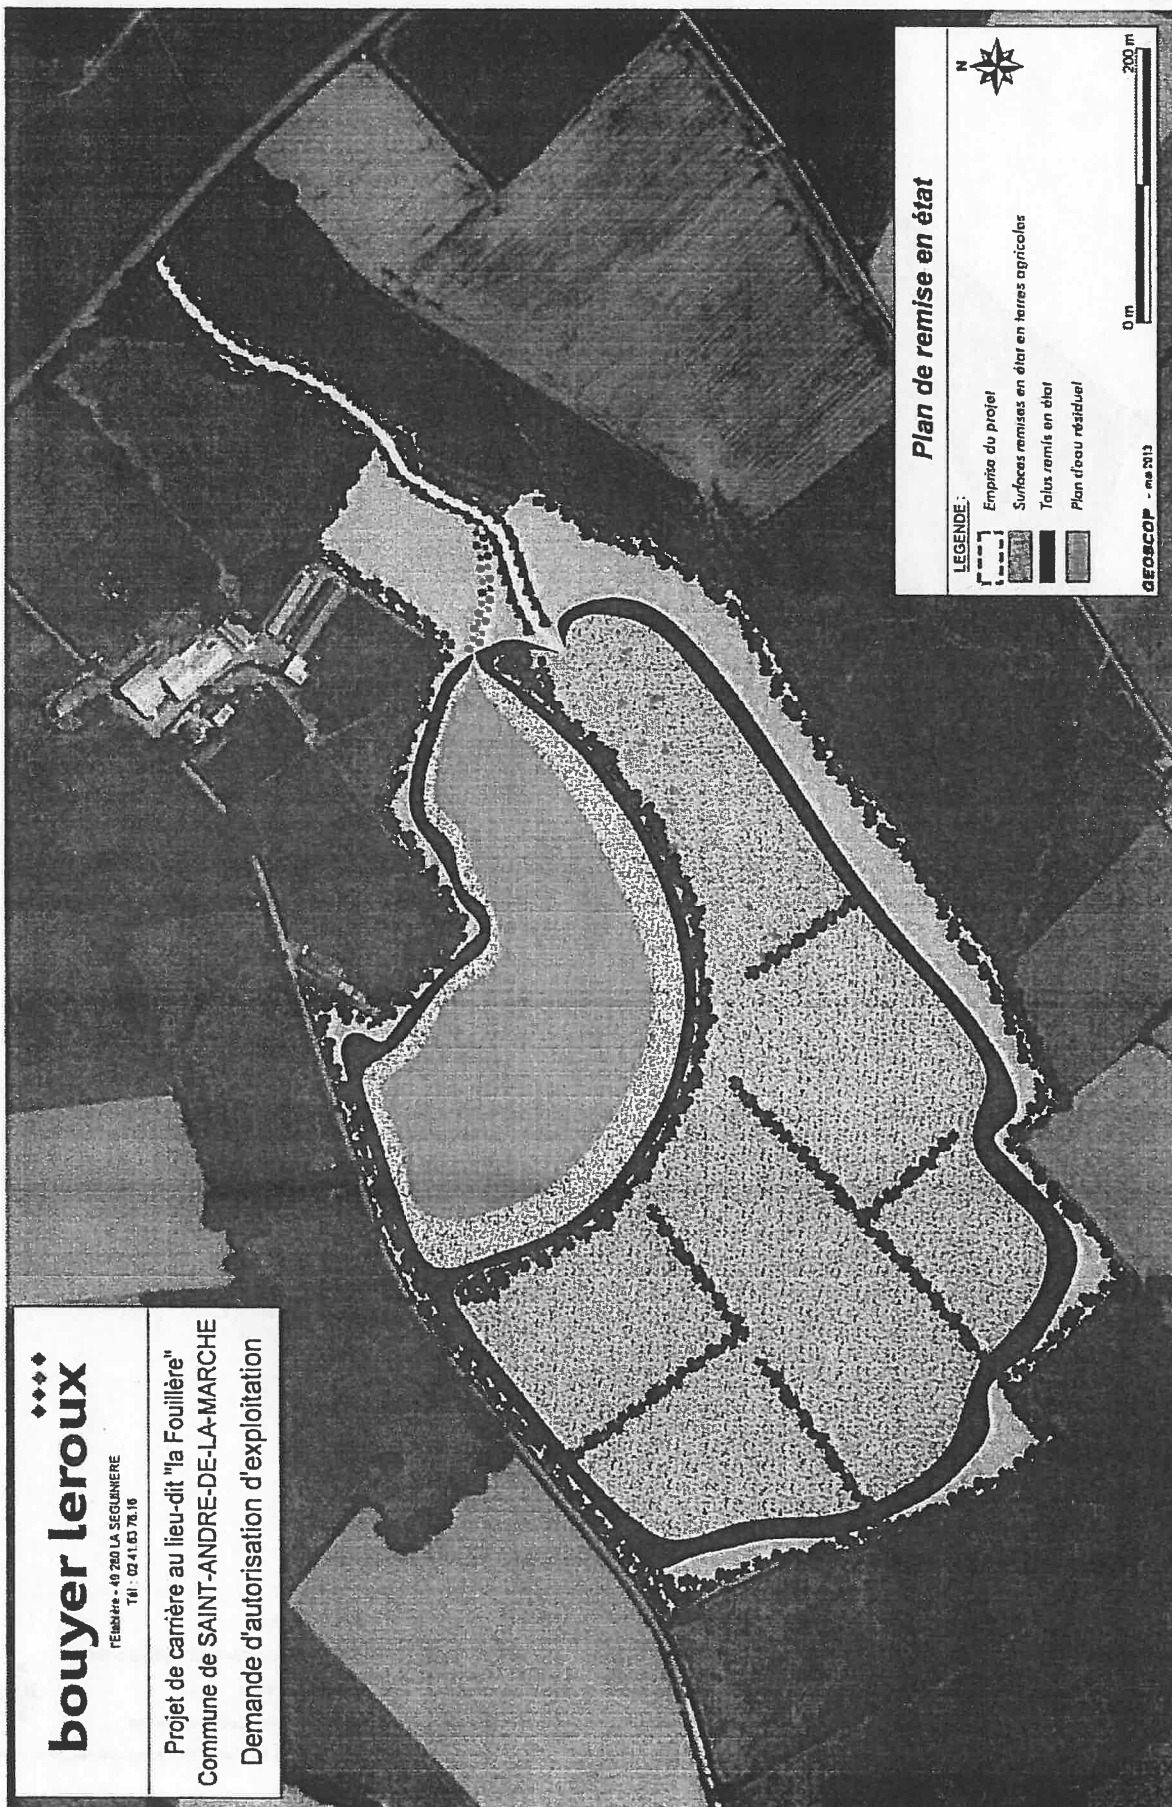 bouyer leroux
l'Etablère - 49 280 LA SEGUINIERE
Tél : 02 41 63 76 16
Projet de carrière au lieu-dit "la Fouillère"
Commune de SAINT-ANDRE-DE-LA-MARCHE
Demande d'autorisation d'exploitation
Plan de remise en état
LEGENDE :
Emprise du projet
Surfaces remises en état en terres agricoles
Talus remis en état
Plan d'eau résiduel
N
0 m
200 m
GEOSCOP - mai 2013